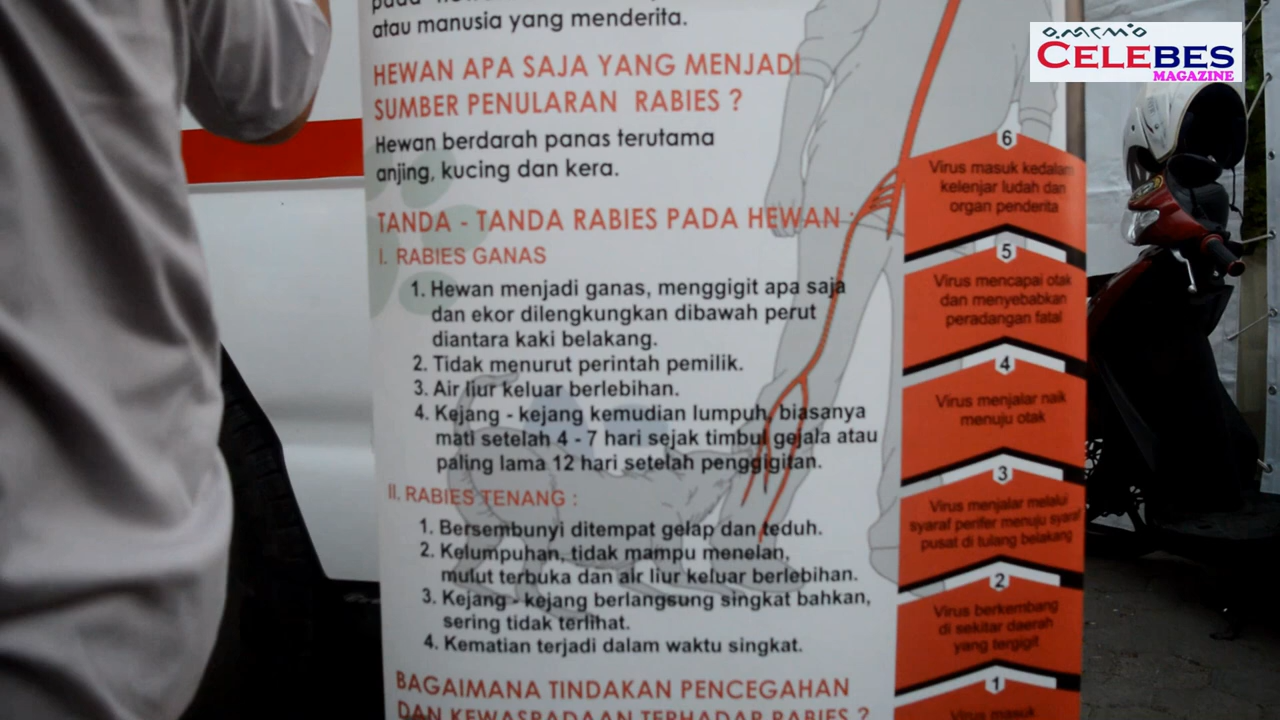 atau manusia yang menderita.
HEWAN APA SAJA YANG MENJADI
SUMBER PENULARAN RABIES ?
Hewan berdarah panas terutama
anjing, kucing dan kera.
TANDA - TANDA RABIES PADA HEWAN :
I. RABIES GANAS
1. Hewan menjadi ganas, menggigit apa saja
dan ekor dilengkungkan dibawah perut
diantara kaki belakang.
2. Tidak menurut perintah pemilik.
3. Air liur keluar berlebihan.
4. Kejang - kejang kemudian lumpuh, biasanya
mati setelah 4 - 7 hari sejak timbul gejala atau
paling lama 12 hari setelah penggigitan.
II. RABIES TENANG :
1. Bersembunyi ditempat gelap dan teduh.
2. Kelumpuhan, tidak mampu menelan,
mulut terbuka dan air liur keluar berlebihan.
3. Kejang - kejang berlangsung singkat bahkan,
sering tidak terlihat.
4. Kematian terjadi dalam waktu singkat.
BAGAIMANA TINDAKAN PENCEGAHAN
DAN KEWASPADAAN TERHADAP RABIES ?
6
Virus masuk kedalam
kelenjar ludah dan
organ penderita
5
Virus mencapai otak
dan menyebabkan
peradangan fatal
4
Virus menjalar naik
menuju otak
3
Virus menjalar melalui
syaraf perifer menuju syaraf
pusat di tulang belakang
2
Virus berkembang
di sekitar daerah
yang tergigit
1
Virus masuk
CELEBES
MAGAZINE